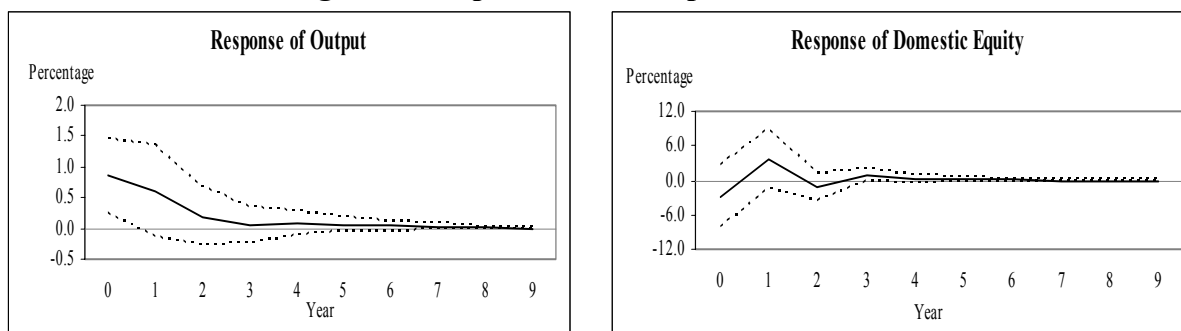 Response of Output
Percentage
2.0
1.5
1.0
0.5
0.0
-0.5
0 1 2 3 4 5 6 7 8 9
Year
Response of Domestic Equity
Percentage
12.0
6.0
0.0
-6.0
-12.0
0 1 2 3 4 5 6 7 8 9
Year